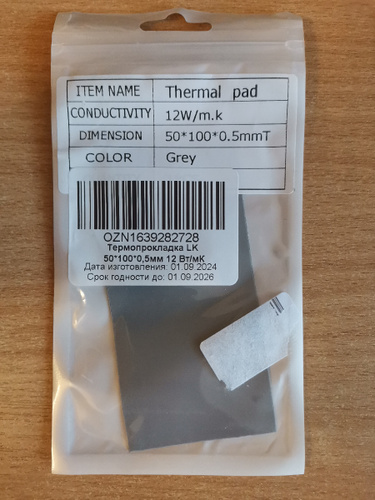 ITEM NAME Thermal pad
CONDUCTIVITY 12W/m.k
DIMENSION 50*100*0.5mmT
COLOR Grey
OZN1639282728
Термопрокладка LK
50*100*0,5мм 12 Вт/мК
Дата изготовления: 01.09.2024
Срок годности до: 01.09.2026